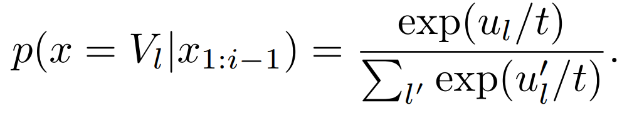 p(x = V_l|x_{1:i−1}) = \frac{exp(u_l/t)}{\sum_{l'} exp(u'_l/t)}.